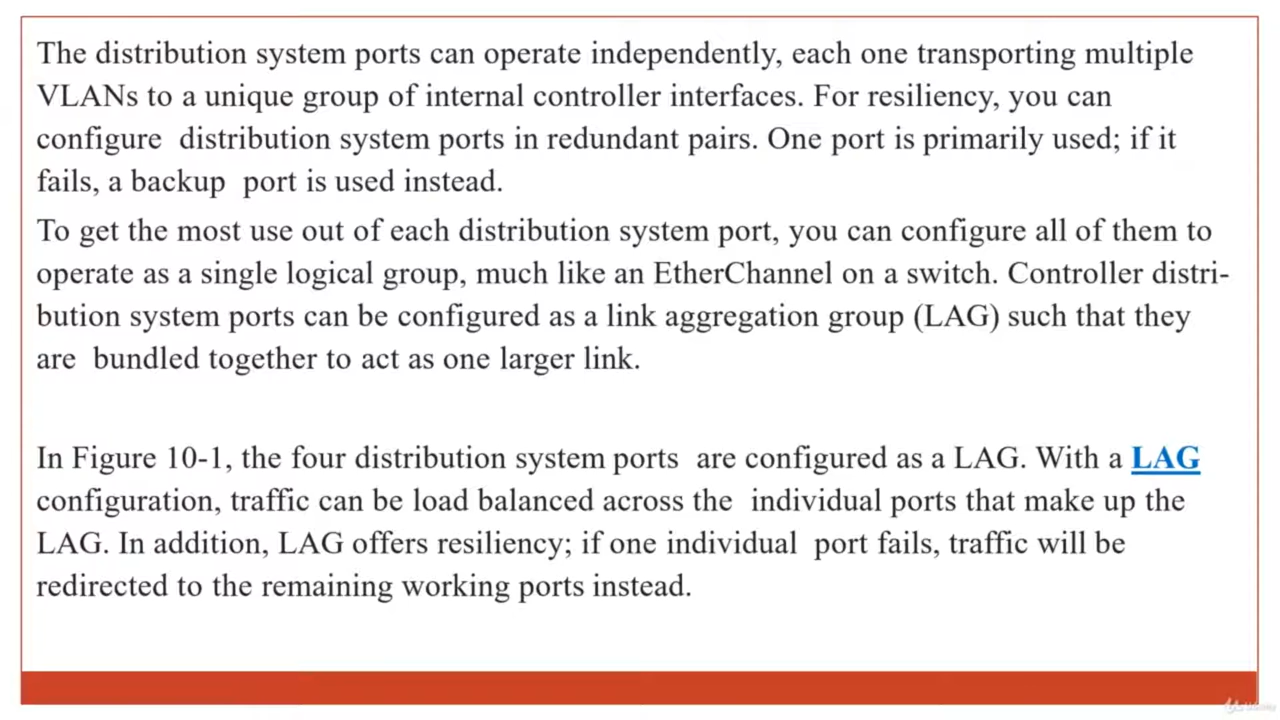 The distribution system ports can operate independently, each one transporting multiple
VLANs to a unique group of internal controller interfaces. For resiliency, you can
configure  distribution system ports in redundant pairs. One port is primarily used; if it
fails, a backup  port is used instead.
To get the most use out of each distribution system port, you can configure all of them to
operate as a single logical group, much like an EtherChannel on a switch. Controller distri-
bution system ports can be configured as a link aggregation group (LAG) such that they
are  bundled together to act as one larger link.
In Figure 10-1, the four distribution system ports  are configured as a LAG. With a LAG
configuration, traffic can be load balanced across the  individual ports that make up the
LAG. In addition, LAG offers resiliency; if one individual  port fails, traffic will be
redirected to the remaining working ports instead.